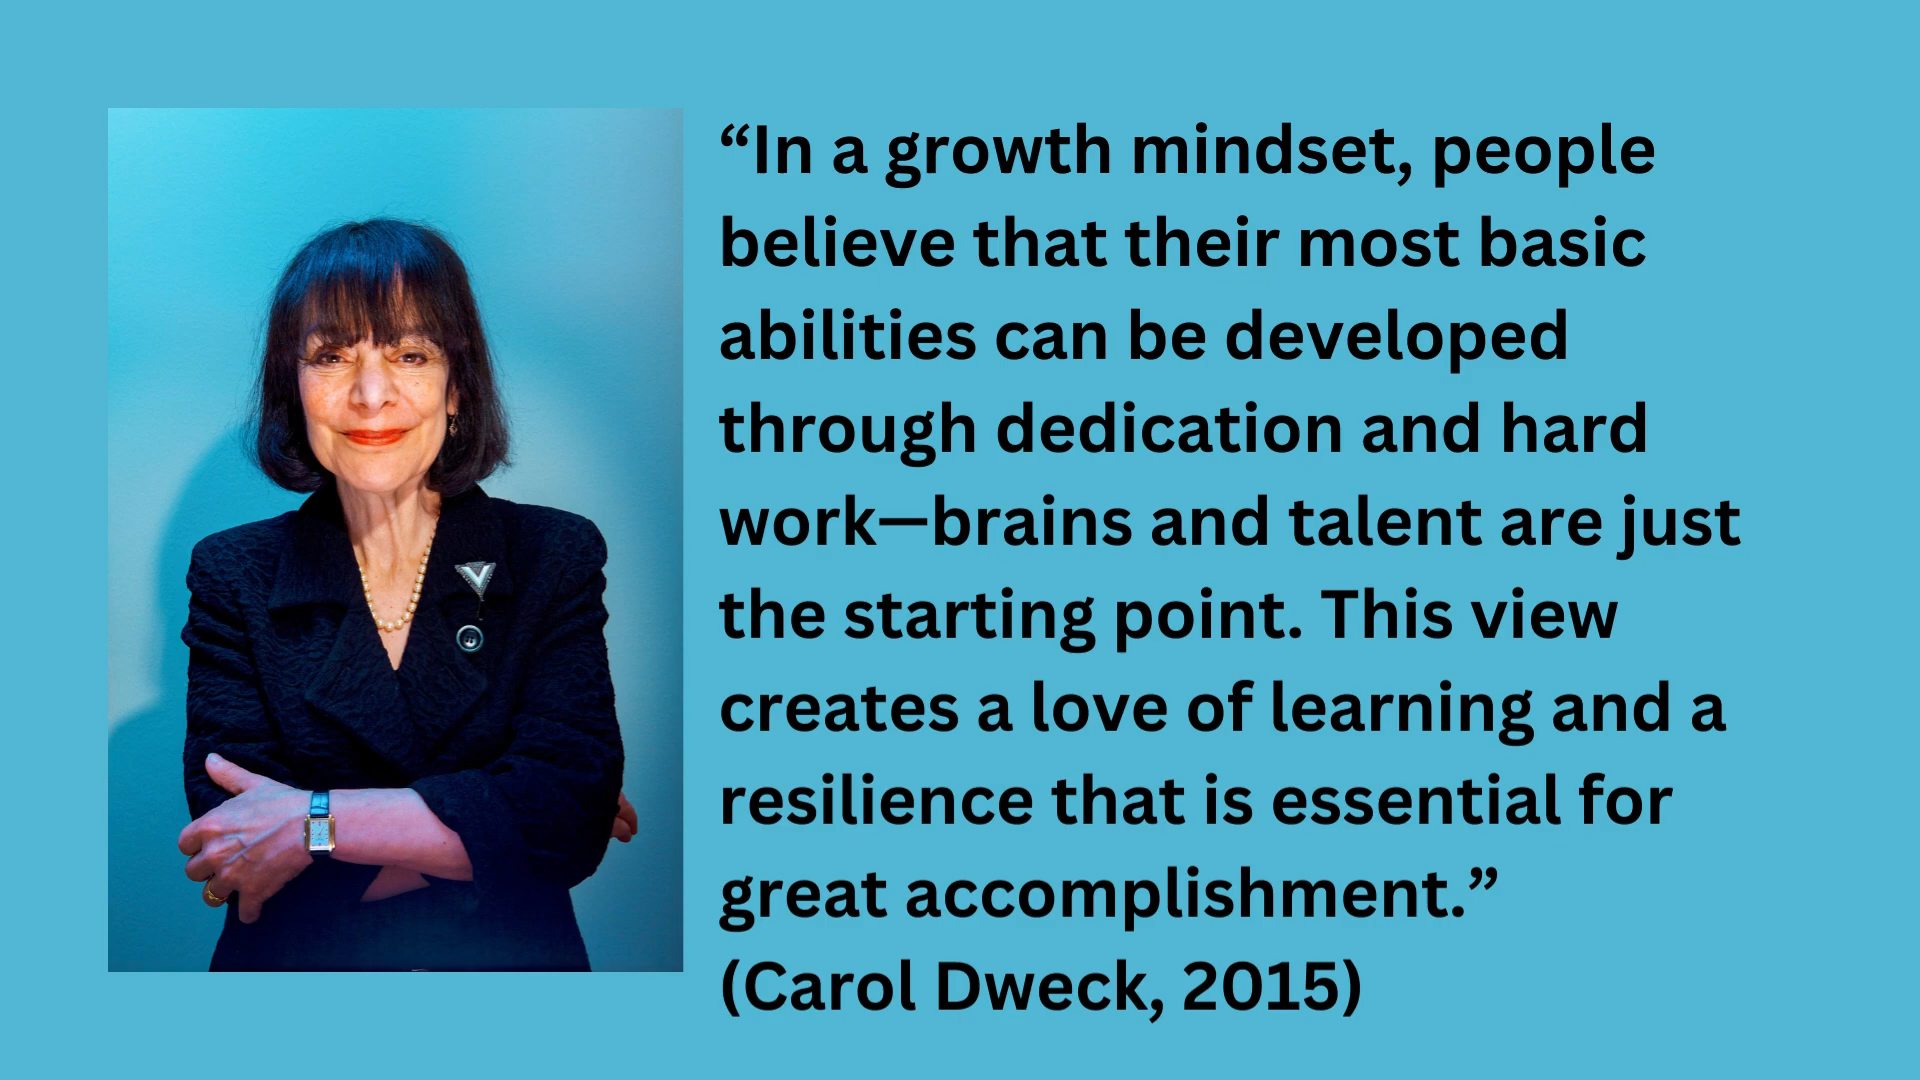 “In a growth mindset, people
believe that their most basic
abilities can be developed
through dedication and hard
work—brains and talent are just
the starting point. This view
creates a love of learning and a
resilience that is essential for
great accomplishment.”
(Carol Dweck, 2015)